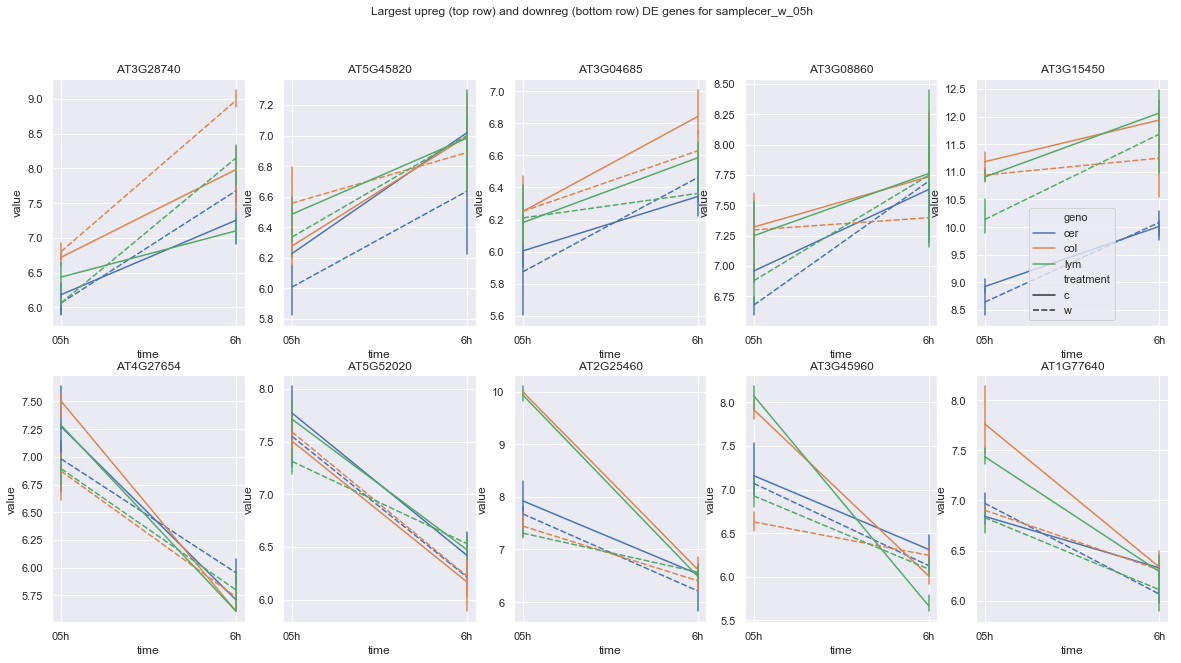 Largest upreg (top row) and downreg (bottom row) DE genes for samplecer_w_05h
AT3G28740
AT5G45820
AT3G04685
AT3G08860
AT3G15450
9.0
8.5
8.0
7.5
7.0
6.5
6.0
value
05h
6h
time
7.2
7.0
6.8
6.6
6.4
6.2
6.0
5.8
value
05h
6h
time
7.0
6.8
6.6
6.4
6.2
6.0
5.8
5.6
value
05h
6h
time
8.50
8.25
8.00
7.75
7.50
7.25
7.00
6.75
value
05h
6h
time
12.5
12.0
11.5
11.0
10.5
10.0
9.5
9.0
8.5
value
05h
6h
time
geno
cer
col
lym
treatment
c
w
AT4G27654
AT5G52020
AT2G25460
AT3G45960
AT1G77640
7.50
7.25
7.00
6.75
6.50
6.25
6.00
5.75
value
05h
6h
time
8.0
7.5
7.0
6.5
6.0
value
05h
6h
time
10
9
8
7
6
value
05h
6h
time
8.0
7.5
7.0
6.5
6.0
5.5
value
05h
6h
time
8.0
7.5
7.0
6.5
6.0
value
05h
6h
time